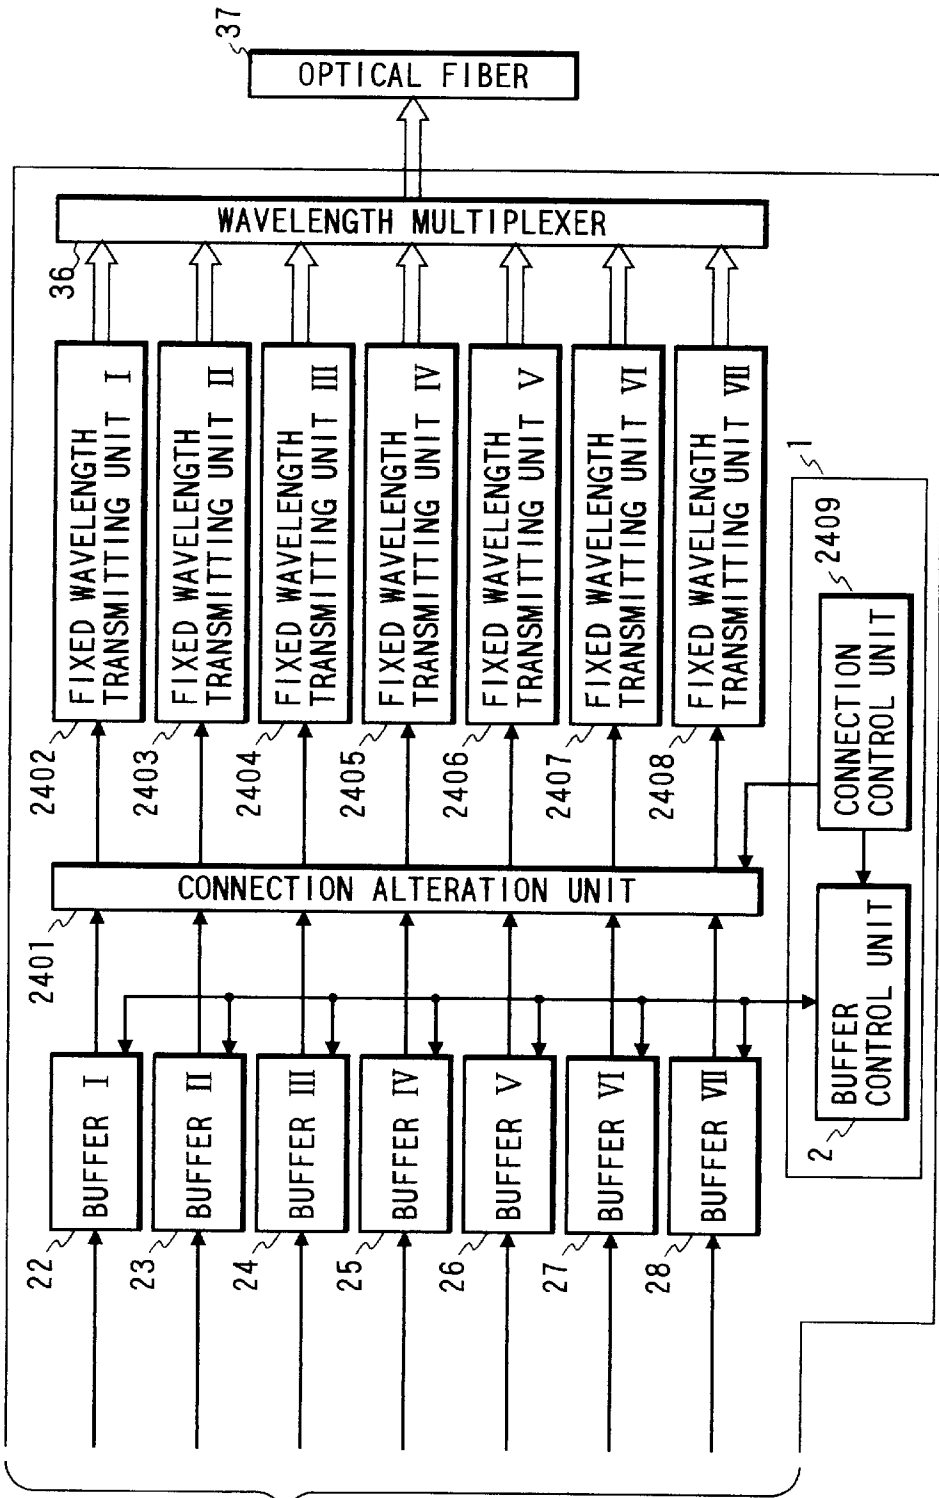 37
OPTICAL FIBER
36
WAVELENGTH MULTIPLEXER
2402
FIXED WAVELENGTH
TRANSMITTING UNIT I
2403
FIXED WAVELENGTH
TRANSMITTING UNIT II
2404
FIXED WAVELENGTH
TRANSMITTING UNIT III
2405
FIXED WAVELENGTH
TRANSMITTING UNIT IV
2406
FIXED WAVELENGTH
TRANSMITTING UNIT V
2407
FIXED WAVELENGTH
TRANSMITTING UNIT VI
2408
FIXED WAVELENGTH
TRANSMITTING UNIT VII
2401
CONNECTION ALTERATION UNIT
22
BUFFER I
23
BUFFER II
24
BUFFER III
25
BUFFER IV
26
BUFFER V
27
BUFFER VI
28
BUFFER VII
1
2409
CONNECTION
CONTROL UNIT
2
BUFFER
CONTROL UNIT